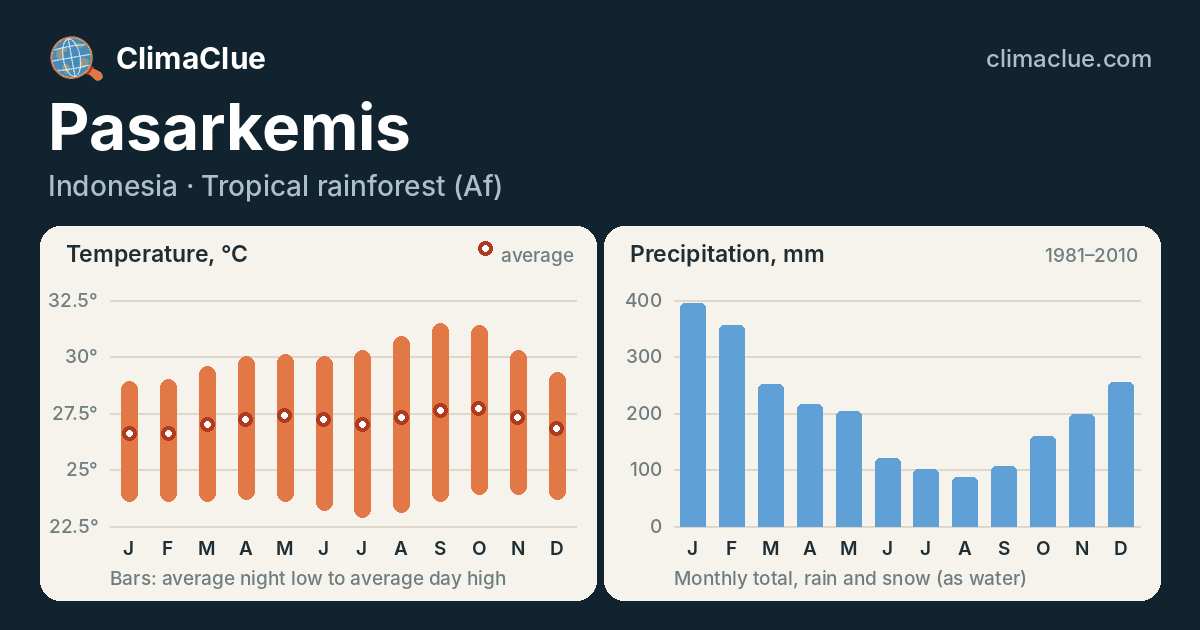 ClimaClue
climaclue.com
Pasarkemis
Indonesia · Tropical rainforest (Af)
Temperature, °C
average
32.5°
30°
27.5°
25°
22.5°
J F M A M J J A S O N D
Bars: average night low to average day high
Precipitation, mm
1981–2010
400
300
200
100
0
J F M A M J J A S O N D
Monthly total, rain and snow (as water)